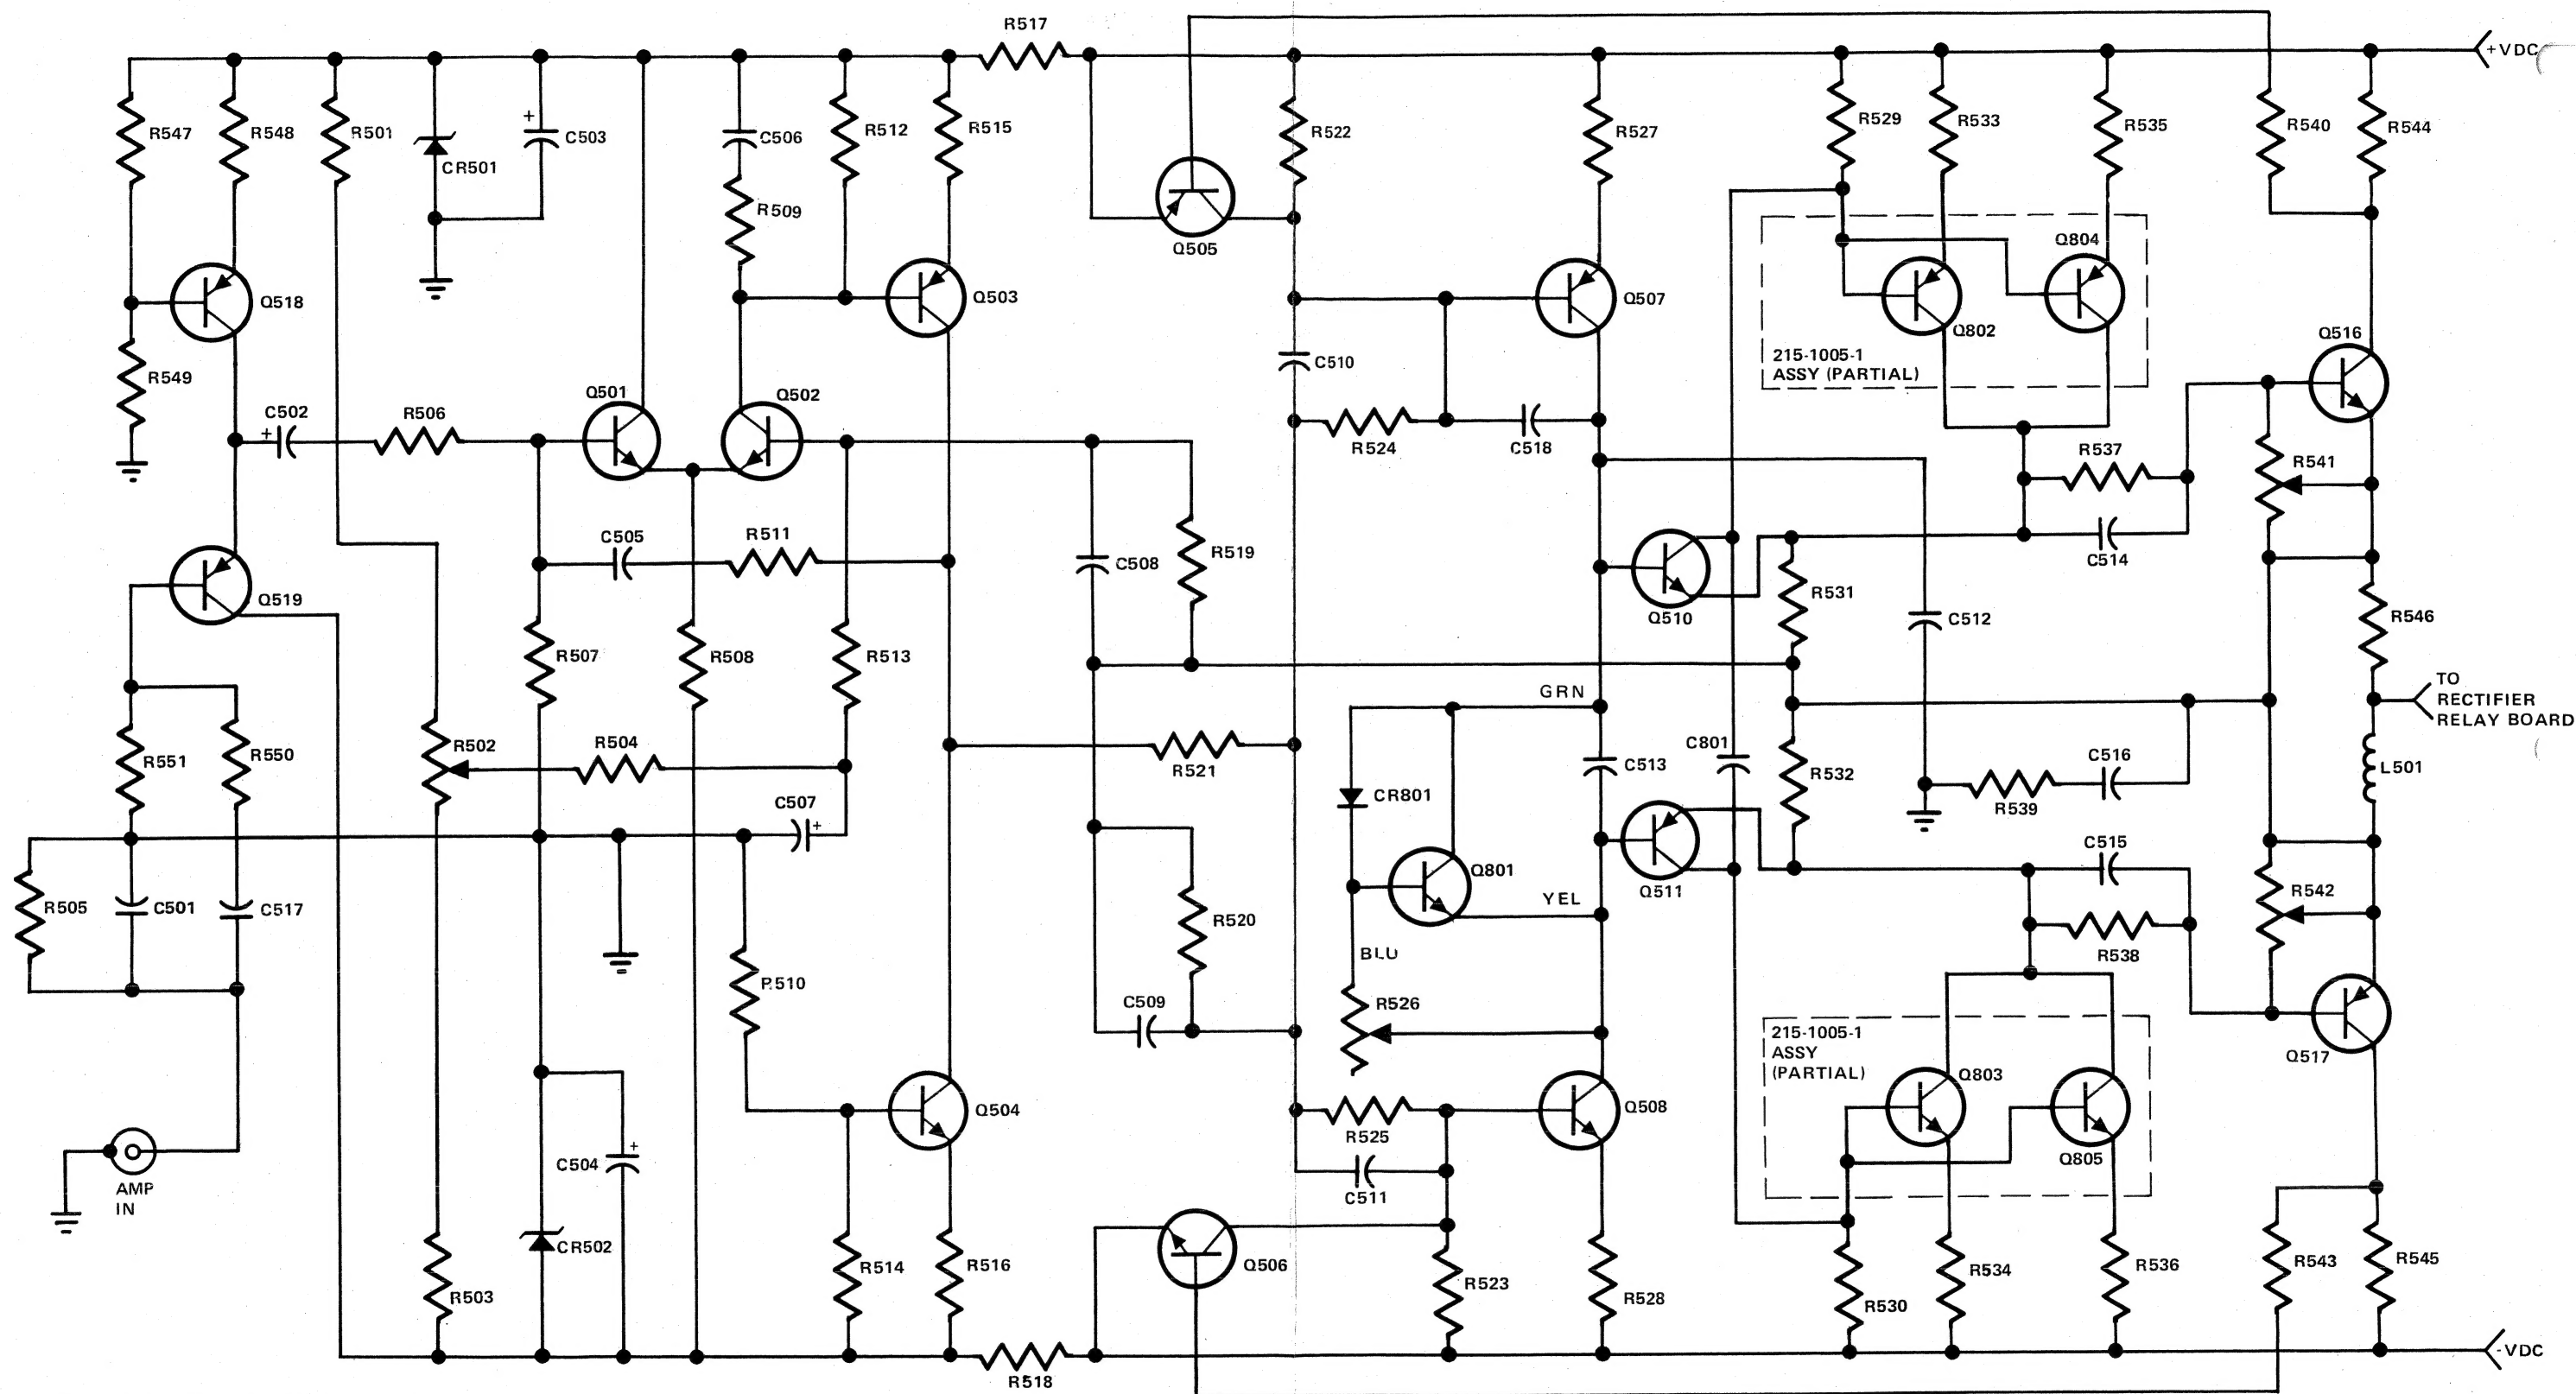 R517
+VDC
R547
R548
R501
CR501
+
C503
C506
R509
R512
R515
Q505
R522
R527
R529
R533
R535
R540
R544
Q518
Q503
Q507
Q802
Q804
215-1005-1
ASSY (PARTIAL)
Q516
R549
C502
+
R506
Q501
Q502
C510
R524
C518
R537
R541
C514
Q519
C505
R511
C508
R519
Q510
R531
C512
R546
R507
R508
R513
GRN
TO
RECTIFIER
RELAY BOARD
R551
R550
R502
R504
R521
CR801
C513
C801
R532
R539
C516
L501
C507
+
R505
C501
C517
Q801
YEL
Q511
C515
R542
R538
P.510
R520
BLU
C509
R526
215-1005-1
ASSY
(PARTIAL)
Q803
Q805
Q517
AMP
IN
C504
+
CR502
Q504
R525
C511
Q508
R503
R514
R516
Q506
R523
R528
R530
R534
R536
R543
R545
R518
-VDC